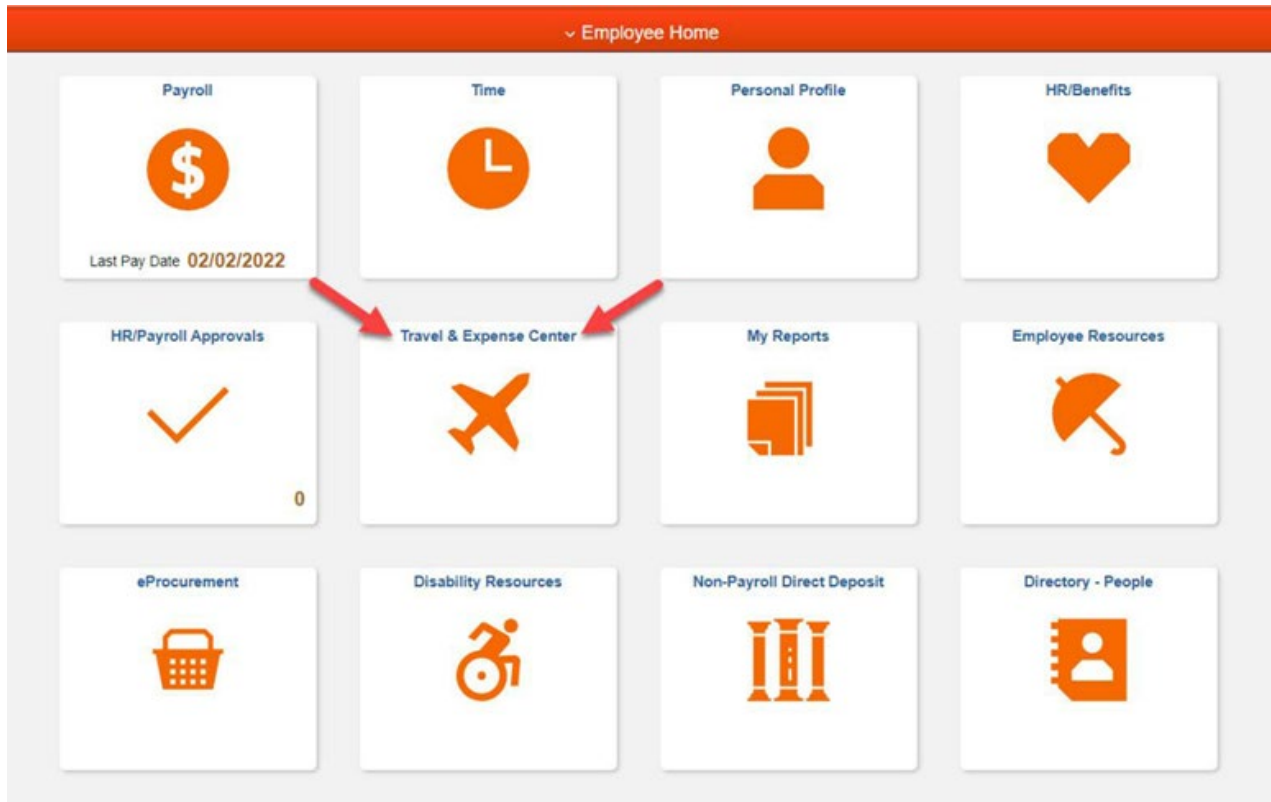 Employee Home
Payroll
Time
Personal Profile
HR/Benefits
$
Last Pay Date 02/02/2022
HR/Payroll Approvals
Travel & Expense Center
My Reports
Employee Resources
0
eProcurement
Disability Resources
Non-Payroll Direct Deposit
Directory - People